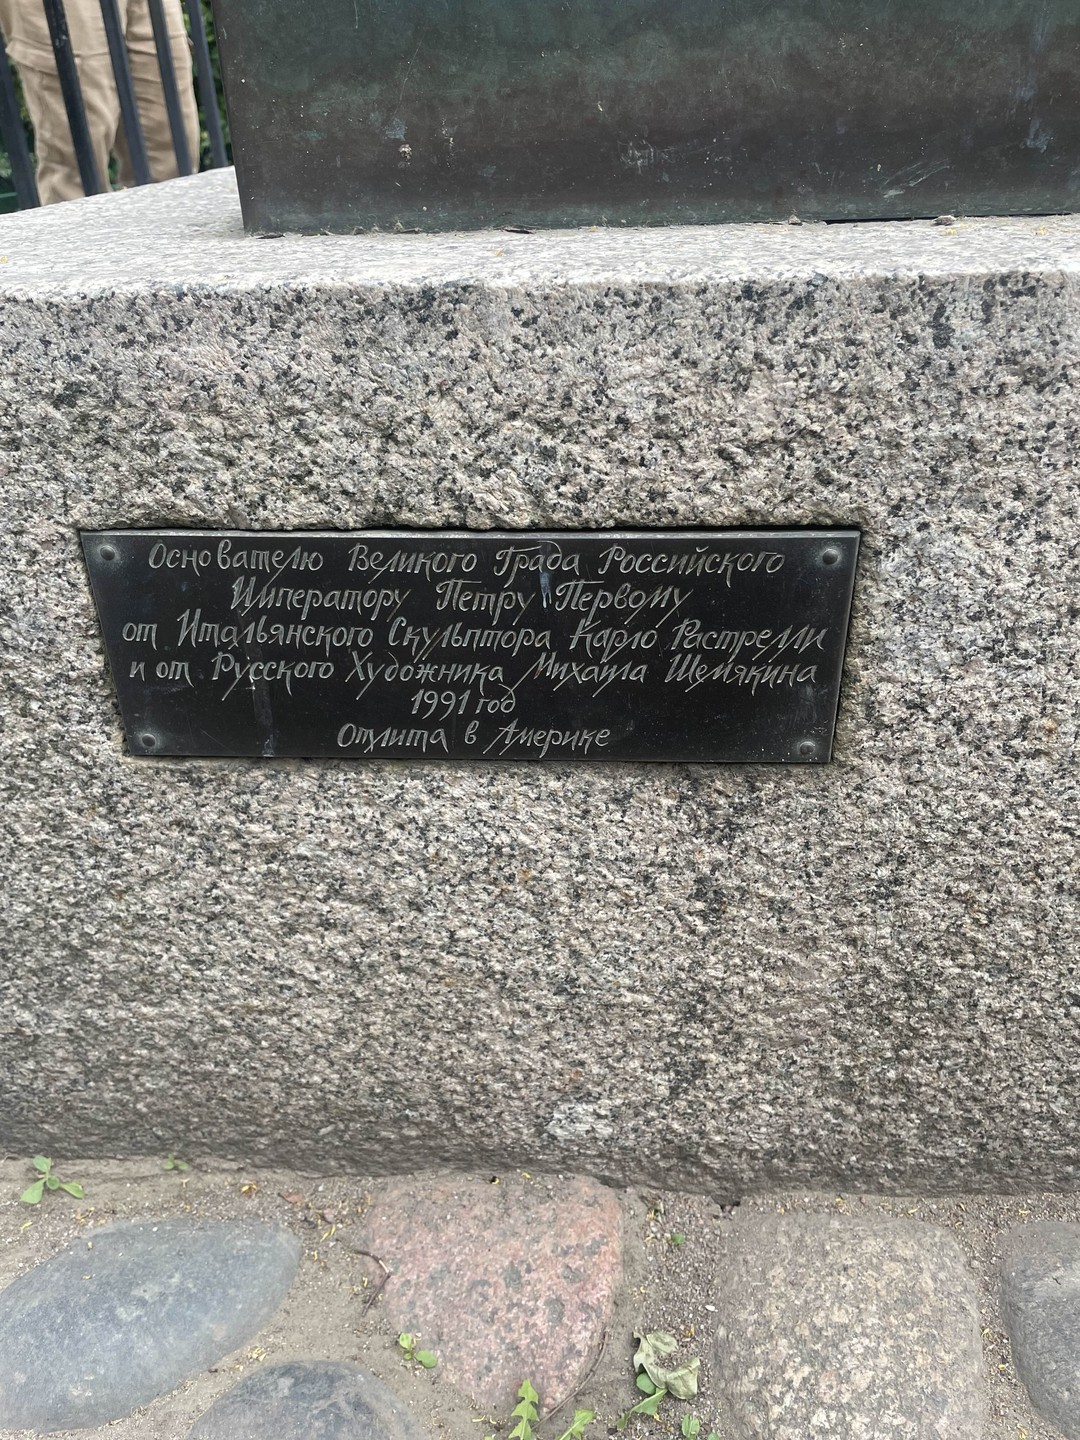 Основателю Великого Града Российского
Императору Петру Первому
от Итальянского Скульптора Карло Растрелли
и от Русского Художника Михаила Шемякина
1991 год
Отлита в Америке